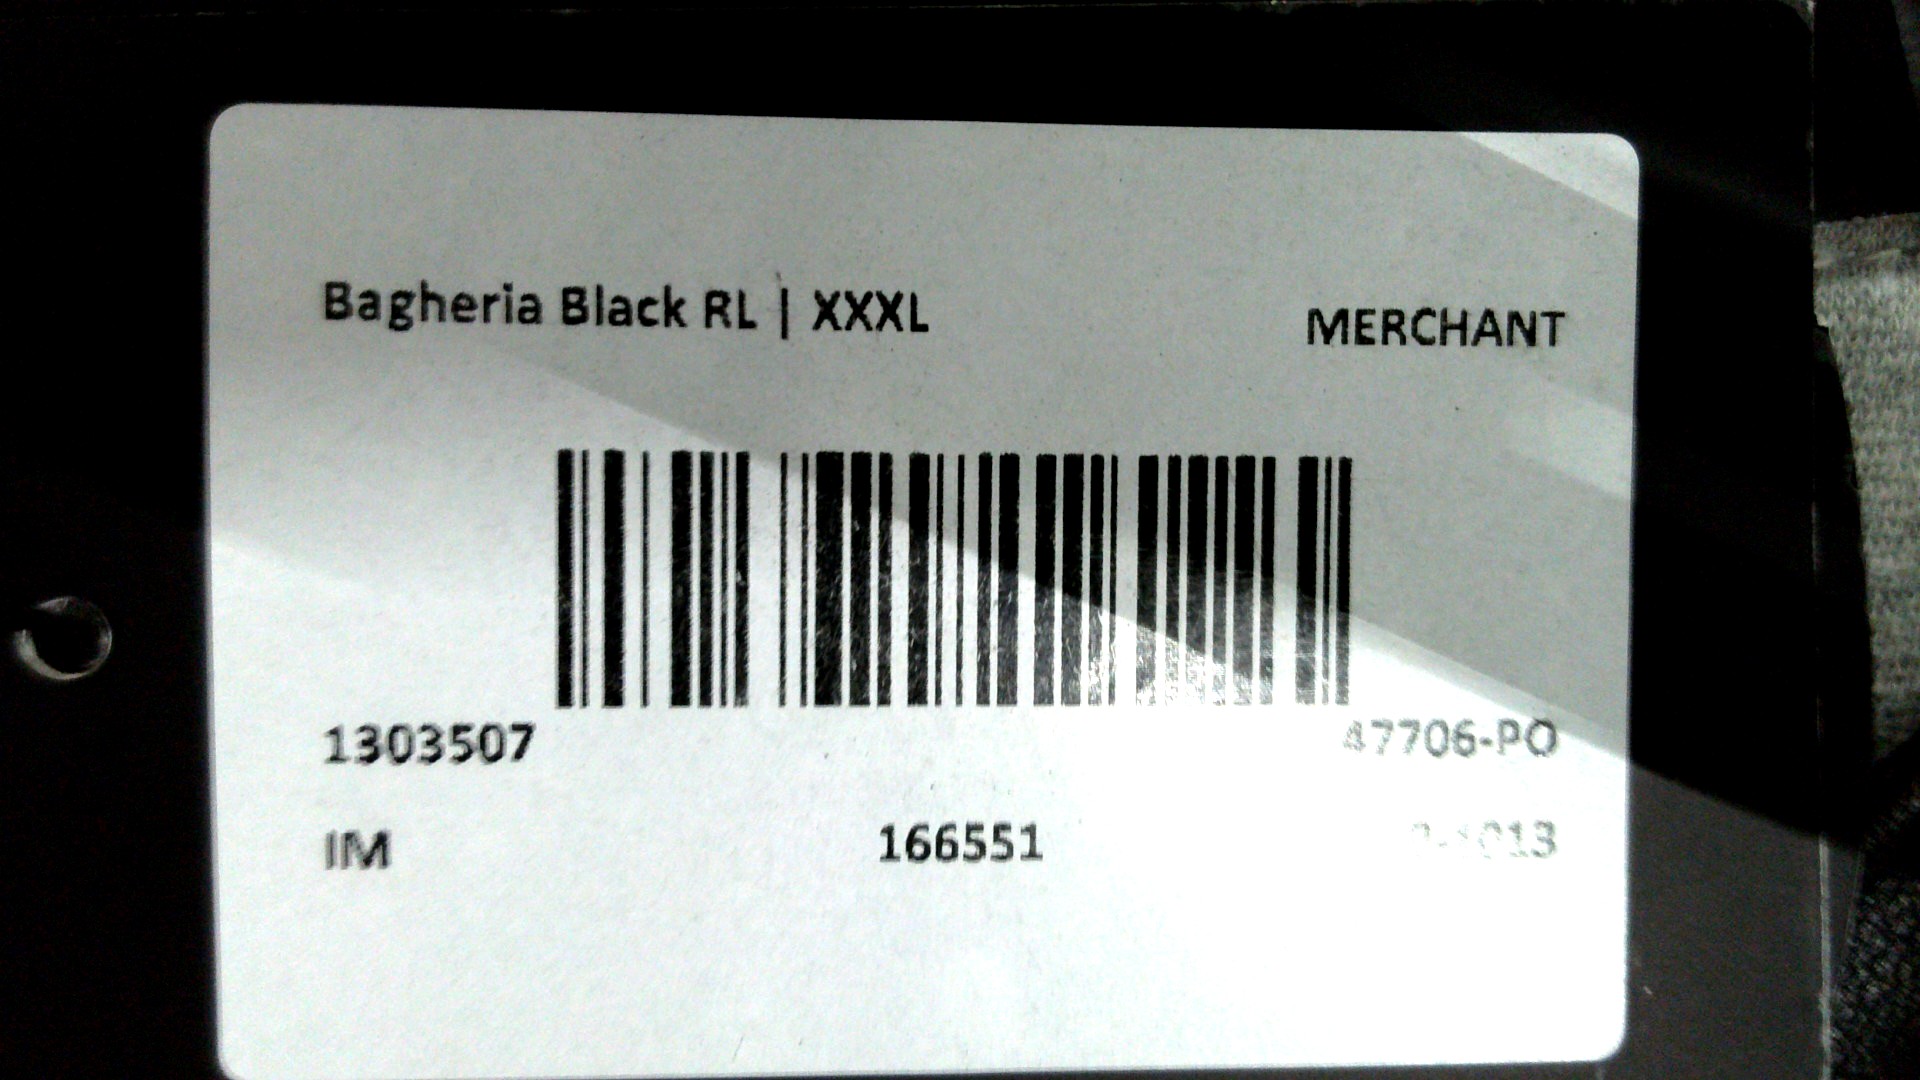 Bagheria Black RL | XXXL MERCHANT
1303507 47706-PO
IM 166551